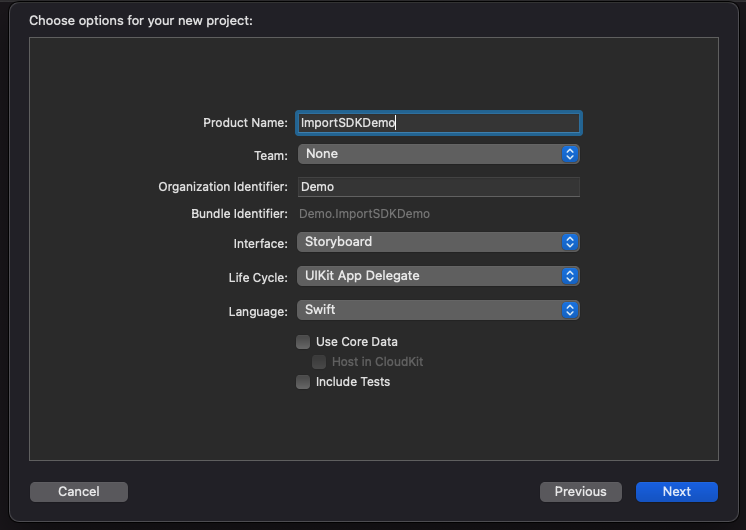 Choose options for your new project:
Product Name: ImportSDKDemo
Team: None
Organization Identifier: Demo
Bundle Identifier: Demo.ImportSDKDemo
Interface: Storyboard
Life Cycle: UIKit App Delegate
Language: Swift
Use Core Data
Host in CloudKit
Include Tests
Cancel Previous Next